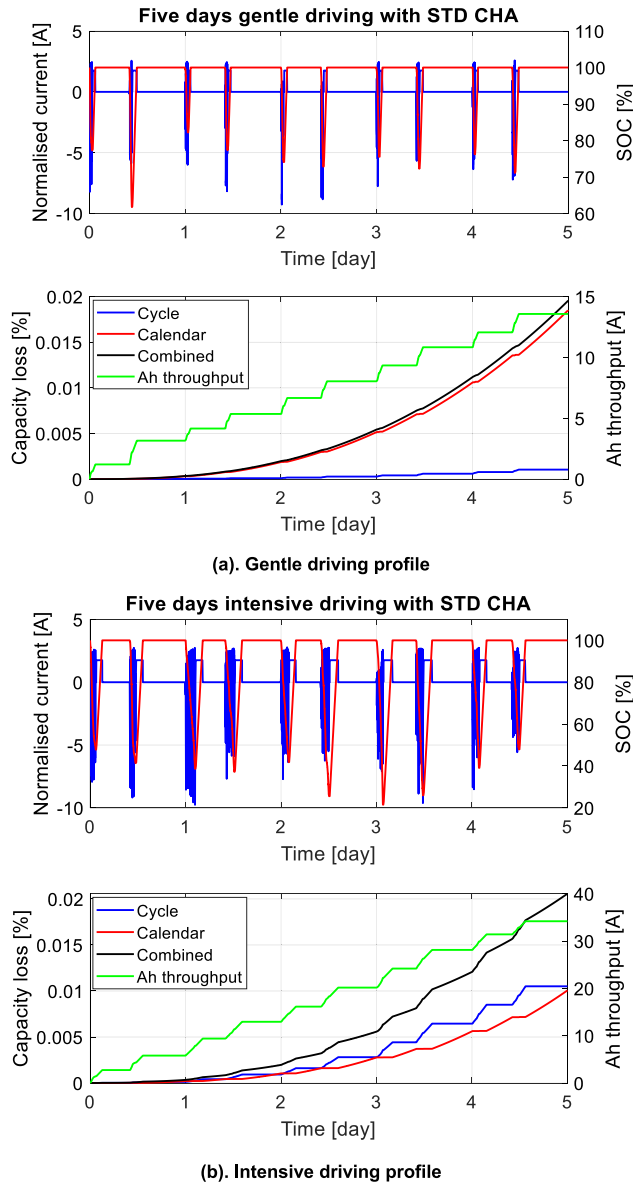 Five days gentle driving with STD CHA
Normalised current [A]
5
0
-5
-10
110
100
90
80
70
60
SOC [%]
0 1 2 3 4 5
Time [day]
Capacity loss [%]
0.02
0.015
0.01
0.005
0
Cycle
Calendar
Combined
Ah throughput
15
10
5
0
Ah throughput [A]
0 1 2 3 4 5
Time [day]
(a). Gentle driving profile
Five days intensive driving with STD CHA
Normalised current [A]
5
0
-5
-10
100
80
60
40
20
SOC [%]
0 1 2 3 4 5
Time [day]
Capacity loss [%]
0.02
0.015
0.01
0.005
0
Cycle
Calendar
Combined
Ah throughput
40
30
20
10
0
Ah throughput [A]
0 1 2 3 4 5
Time [day]
(b). Intensive driving profile